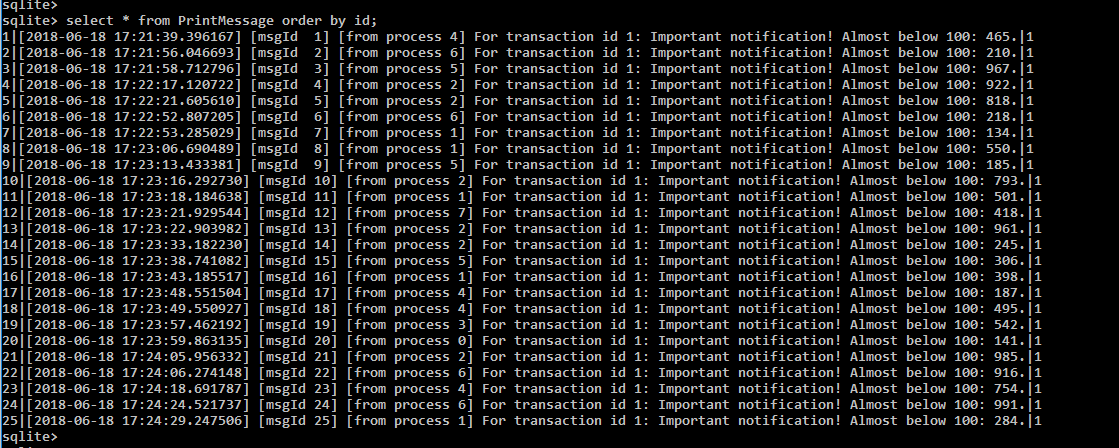 sqlite>
sqlite> select * from PrintMessage order by id;
1|[2018-06-18 17:21:39.396167] [msgId  1] [from process 4] For transaction id 1: Important notification! Almost below 100: 465.|1
2|[2018-06-18 17:21:56.046693] [msgId  2] [from process 6] For transaction id 1: Important notification! Almost below 100: 210.|1
3|[2018-06-18 17:21:58.712796] [msgId  3] [from process 5] For transaction id 1: Important notification! Almost below 100: 967.|1
4|[2018-06-18 17:22:17.120722] [msgId  4] [from process 2] For transaction id 1: Important notification! Almost below 100: 922.|1
5|[2018-06-18 17:22:21.605610] [msgId  5] [from process 2] For transaction id 1: Important notification! Almost below 100: 818.|1
6|[2018-06-18 17:22:52.807205] [msgId  6] [from process 6] For transaction id 1: Important notification! Almost below 100: 218.|1
7|[2018-06-18 17:22:53.285029] [msgId  7] [from process 1] For transaction id 1: Important notification! Almost below 100: 134.|1
8|[2018-06-18 17:23:06.690489] [msgId  8] [from process 1] For transaction id 1: Important notification! Almost below 100: 550.|1
9|[2018-06-18 17:23:13.433381] [msgId  9] [from process 5] For transaction id 1: Important notification! Almost below 100: 185.|1
10|[2018-06-18 17:23:16.292730] [msgId 10] [from process 2] For transaction id 1: Important notification! Almost below 100: 793.|1
11|[2018-06-18 17:23:18.184638] [msgId 11] [from process 1] For transaction id 1: Important notification! Almost below 100: 501.|1
12|[2018-06-18 17:23:21.929544] [msgId 12] [from process 7] For transaction id 1: Important notification! Almost below 100: 418.|1
13|[2018-06-18 17:23:22.903982] [msgId 13] [from process 2] For transaction id 1: Important notification! Almost below 100: 961.|1
14|[2018-06-18 17:23:33.182230] [msgId 14] [from process 2] For transaction id 1: Important notification! Almost below 100: 245.|1
15|[2018-06-18 17:23:38.741082] [msgId 15] [from process 5] For transaction id 1: Important notification! Almost below 100: 306.|1
16|[2018-06-18 17:23:43.185517] [msgId 16] [from process 1] For transaction id 1: Important notification! Almost below 100: 398.|1
17|[2018-06-18 17:23:48.551504] [msgId 17] [from process 4] For transaction id 1: Important notification! Almost below 100: 187.|1
18|[2018-06-18 17:23:49.550927] [msgId 18] [from process 4] For transaction id 1: Important notification! Almost below 100: 495.|1
19|[2018-06-18 17:23:57.462192] [msgId 19] [from process 3] For transaction id 1: Important notification! Almost below 100: 542.|1
20|[2018-06-18 17:23:59.863135] [msgId 20] [from process 0] For transaction id 1: Important notification! Almost below 100: 141.|1
21|[2018-06-18 17:24:05.956332] [msgId 21] [from process 2] For transaction id 1: Important notification! Almost below 100: 985.|1
22|[2018-06-18 17:24:06.274148] [msgId 22] [from process 6] For transaction id 1: Important notification! Almost below 100: 916.|1
23|[2018-06-18 17:24:18.691787] [msgId 23] [from process 4] For transaction id 1: Important notification! Almost below 100: 754.|1
24|[2018-06-18 17:24:24.521737] [msgId 24] [from process 6] For transaction id 1: Important notification! Almost below 100: 991.|1
25|[2018-06-18 17:24:29.247506] [msgId 25] [from process 1] For transaction id 1: Important notification! Almost below 100: 284.|1
sqlite>